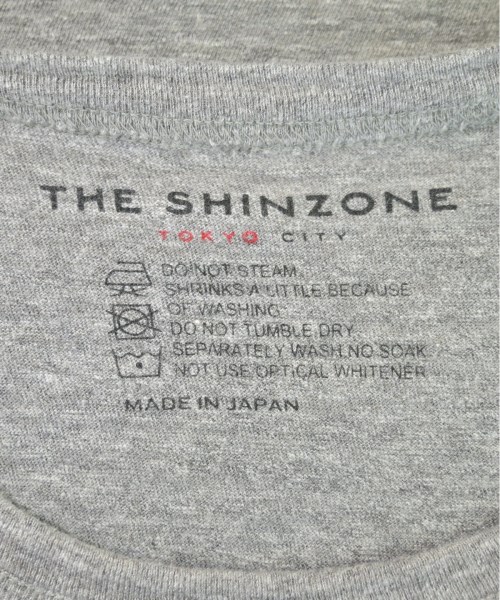 THE SHINZONE
TOKYO CITY
DO NOT STEAM
SHRINKS A LITTLE BECAUSE
OF WASHING
DO NOT TUMBLE DRY
SEPARATELY WASH.NO SOAK
NOT USE OPTICAL WHITENER
MADE IN JAPAN